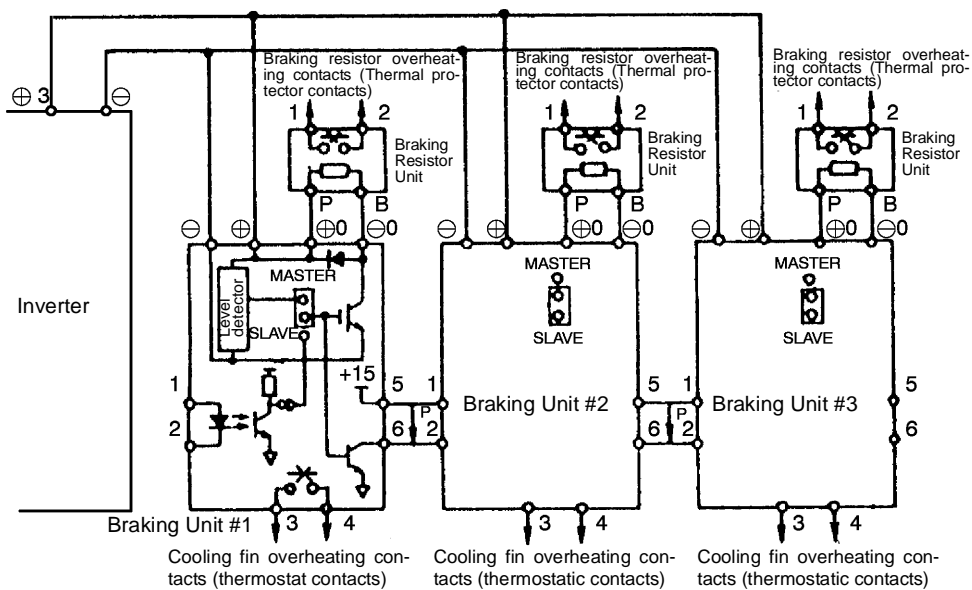 Braking resistor overheat-
ing contacts (Thermal pro-
tector contacts)
Braking resistor overheat-
ing contacts (Thermal pro-
tector contacts)
Braking resistor overheat-
ing contacts (Thermal pro-
tector contacts)
⊕ 3 ⊖
1 2
1 2
1 2
Braking
Resistor
Unit
Braking
Resistor
Unit
Braking
Resistor
Unit
P B
P B
P B
⊖ ⊕ ⊕0 ⊖0
⊖ ⊕ ⊕0 ⊖0
⊖ ⊕ ⊕0 ⊖0
Inverter
Level
detector
MASTER
SLAVE
MASTER
SLAVE
MASTER
SLAVE
+15
1 5 1 5 1 5
P P
2 6 2 6 2 6
Braking Unit #2
Braking Unit #3
Braking Unit #1
3 4
3 4
3 4
Cooling fin overheating con-
tacts (thermostat contacts)
Cooling fin overheating con-
tacts (thermostatic contacts)
Cooling fin overheating con-
tacts (thermostatic contacts)